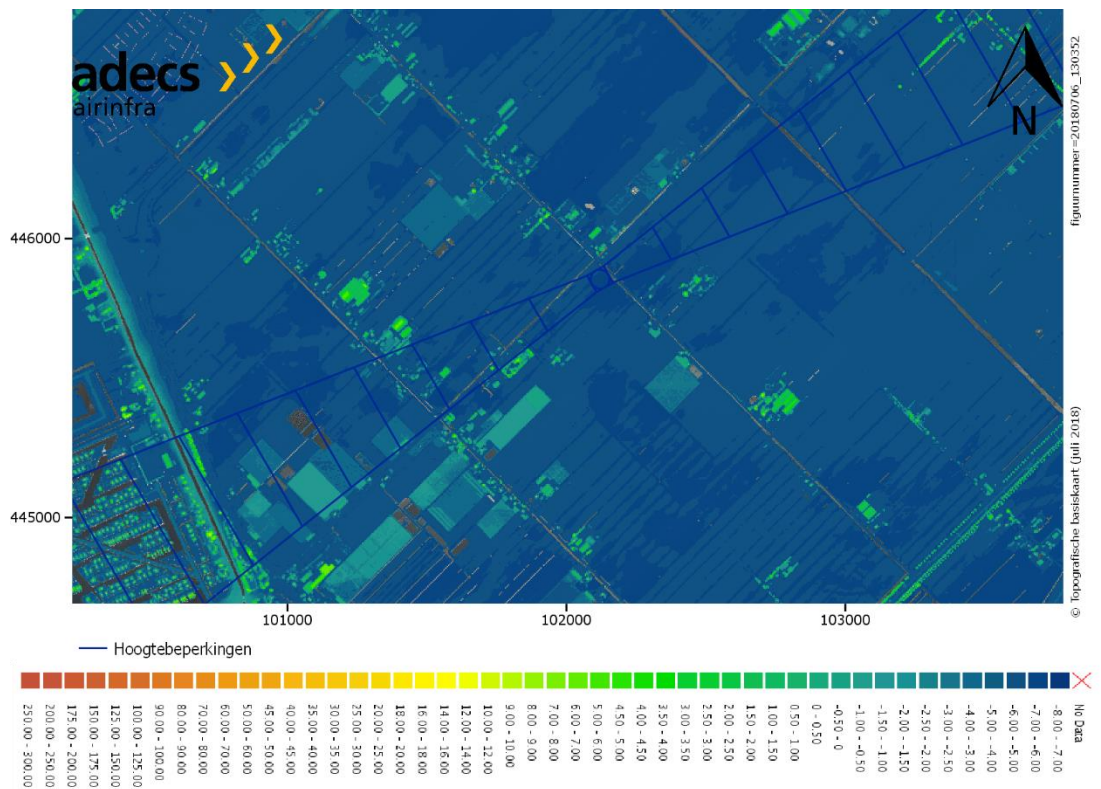 adecs
airinfra
N
figuurnummer=20180706_130352
446000
445000
© Topografische basiskaart (juli 2018)
101000
102000
103000
Hoogtebeperkingen
250.00 - 300.00
200.00 - 250.00
175.00 - 200.00
150.00 - 175.00
125.00 - 150.00
100.00 - 125.00
90.00 - 100.00
80.00 - 90.00
70.00 - 80.00
60.00 - 70.00
50.00 - 60.00
45.00 - 50.00
40.00 - 45.00
35.00 - 40.00
30.00 - 35.00
25.00 - 30.00
20.00 - 25.00
18.00 - 20.00
16.00 - 18.00
14.00 - 16.00
12.00 - 14.00
10.00 - 12.00
9.00 - 10.00
8.00 - 9.00
7.00 - 8.00
6.00 - 7.00
5.00 - 6.00
4.50 - 5.00
4.00 - 4.50
3.50 - 4.00
3.00 - 3.50
2.50 - 3.00
2.00 - 2.50
1.50 - 2.00
1.00 - 1.50
0.50 - 1.00
0 - 0.50
-0.50 - 0
-1.00 - -0.50
-1.50 - -1.00
-2.00 - -1.50
-2.50 - -2.00
-3.00 - -2.50
-4.00 - -3.00
-5.00 - -4.00
-6.00 - -5.00
-7.00 - -6.00
-8.00 - -7.00
No Data